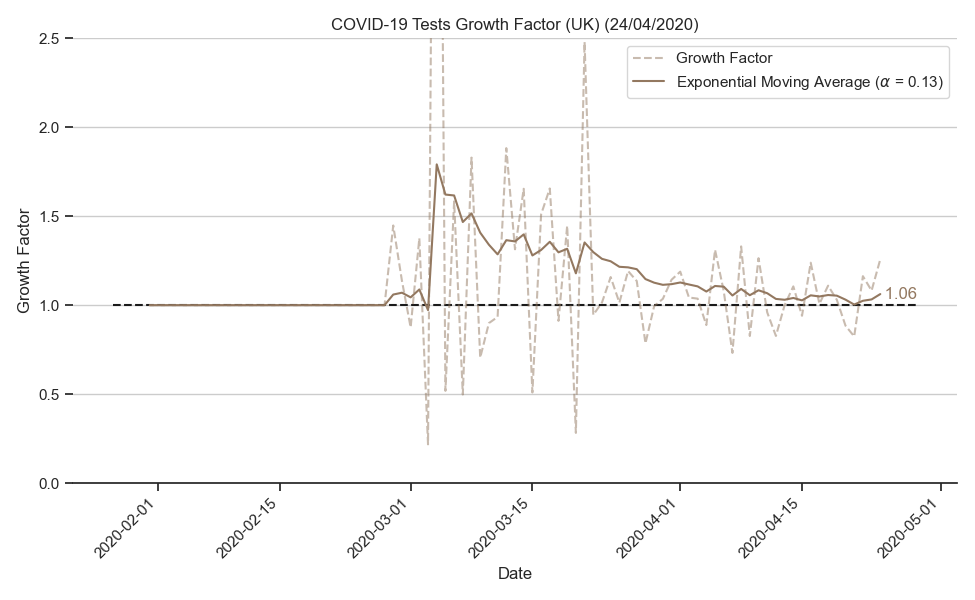 COVID-19 Tests Growth Factor (UK) (24/04/2020)
Growth Factor
Exponential Moving Average (α = 0.13)
2.5
2.0
1.5
1.0
0.5
0.0
Growth Factor
1.06
2020-02-01
2020-02-15
2020-03-01
2020-03-15
2020-04-01
2020-04-15
2020-05-01
Date